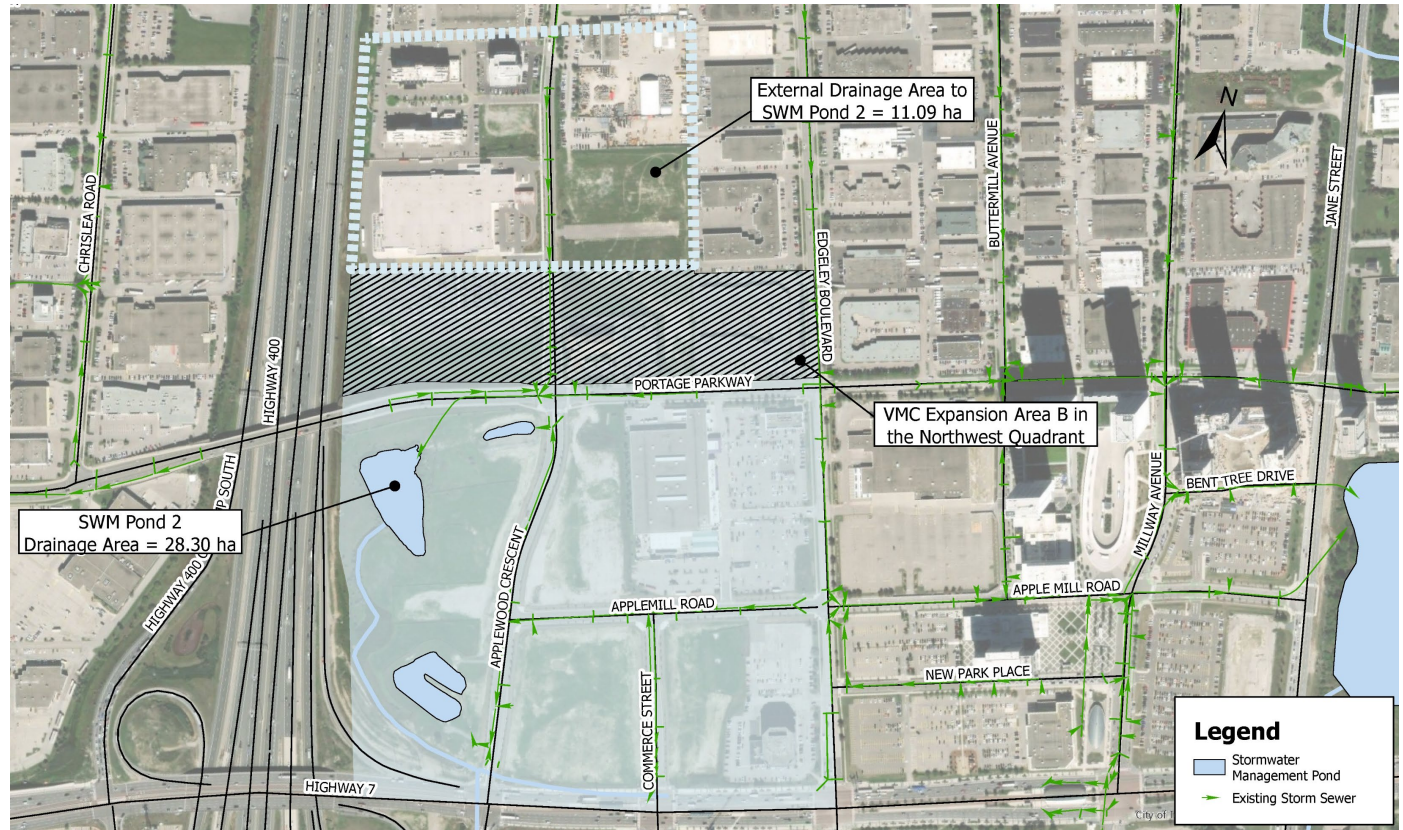 N
External Drainage Area to
SWM Pond 2 = 11.09 ha
CHRISLEA ROAD
HIGHWAY 400
EDGELEY BOULEVARD
BUTTERMILL AVENUE
JANE STREET
PORTAGE PARKWAY
VMC Expansion Area B in
the Northwest Quadrant
SWM Pond 2
Drainage Area = 28.30 ha
HIGHWAY 400
P SOUTH
MILLWAY AVENUE
BENT TREE DRIVE
APPLEWOOD CRESCENT
APPLEMILL ROAD
APPLE MILL ROAD
COMMERCE STREET
NEW PARK PLACE
HIGHWAY 7
Legend
Stormwater
Management Pond
Existing Storm Sewer
City of